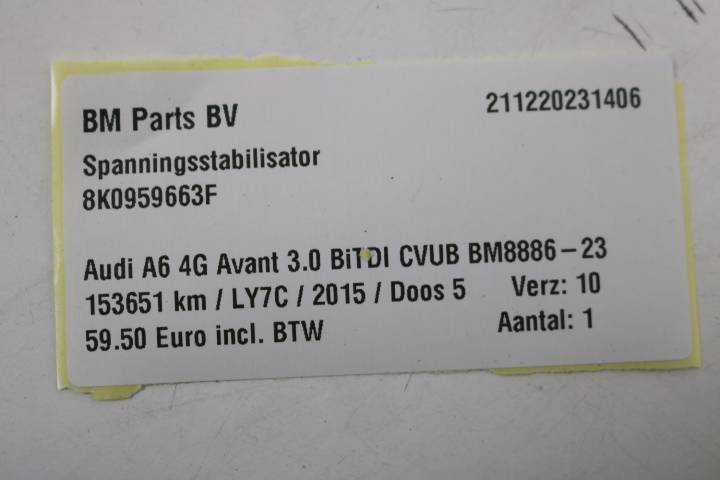 BM Parts BV 211220231406
Spanningsstabilisator
8K0959663F
Audi A6 4G Avant 3.0 BiTDI CVUB BM8886-23
153651 km / LY7C / 2015 / Doos 5 Verz: 10
59.50 Euro incl. BTW Aantal: 1